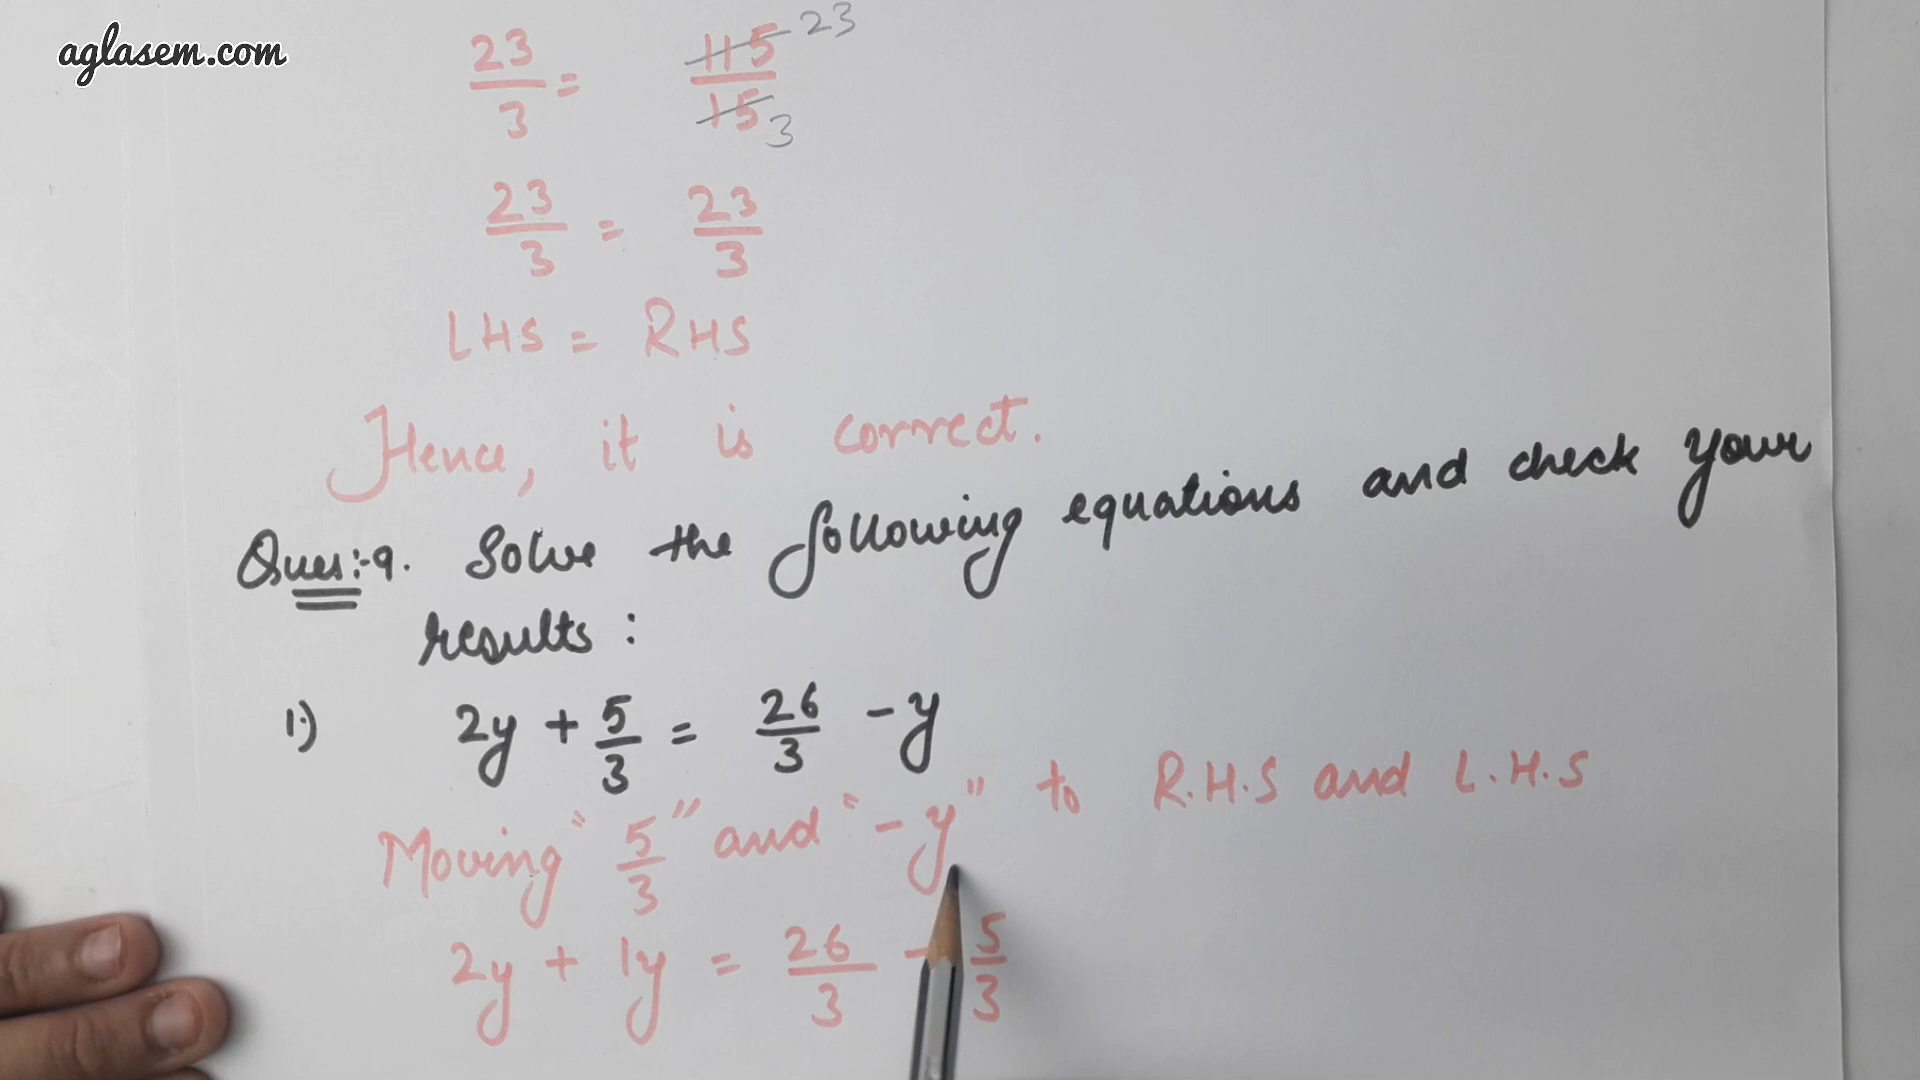 aglasem.com
23/3 = 115/15 23 3
23/3 = 23/3
LHS = RHS
Hence, it is correct.
Ques:-9. Solve the following equations and check your
results:
1.) 2y + 5/3 = 26/3 - y
Moving "5/3" and "-y" to R.H.S and L.H.S
2y + 1y = 26/3 - 5/3